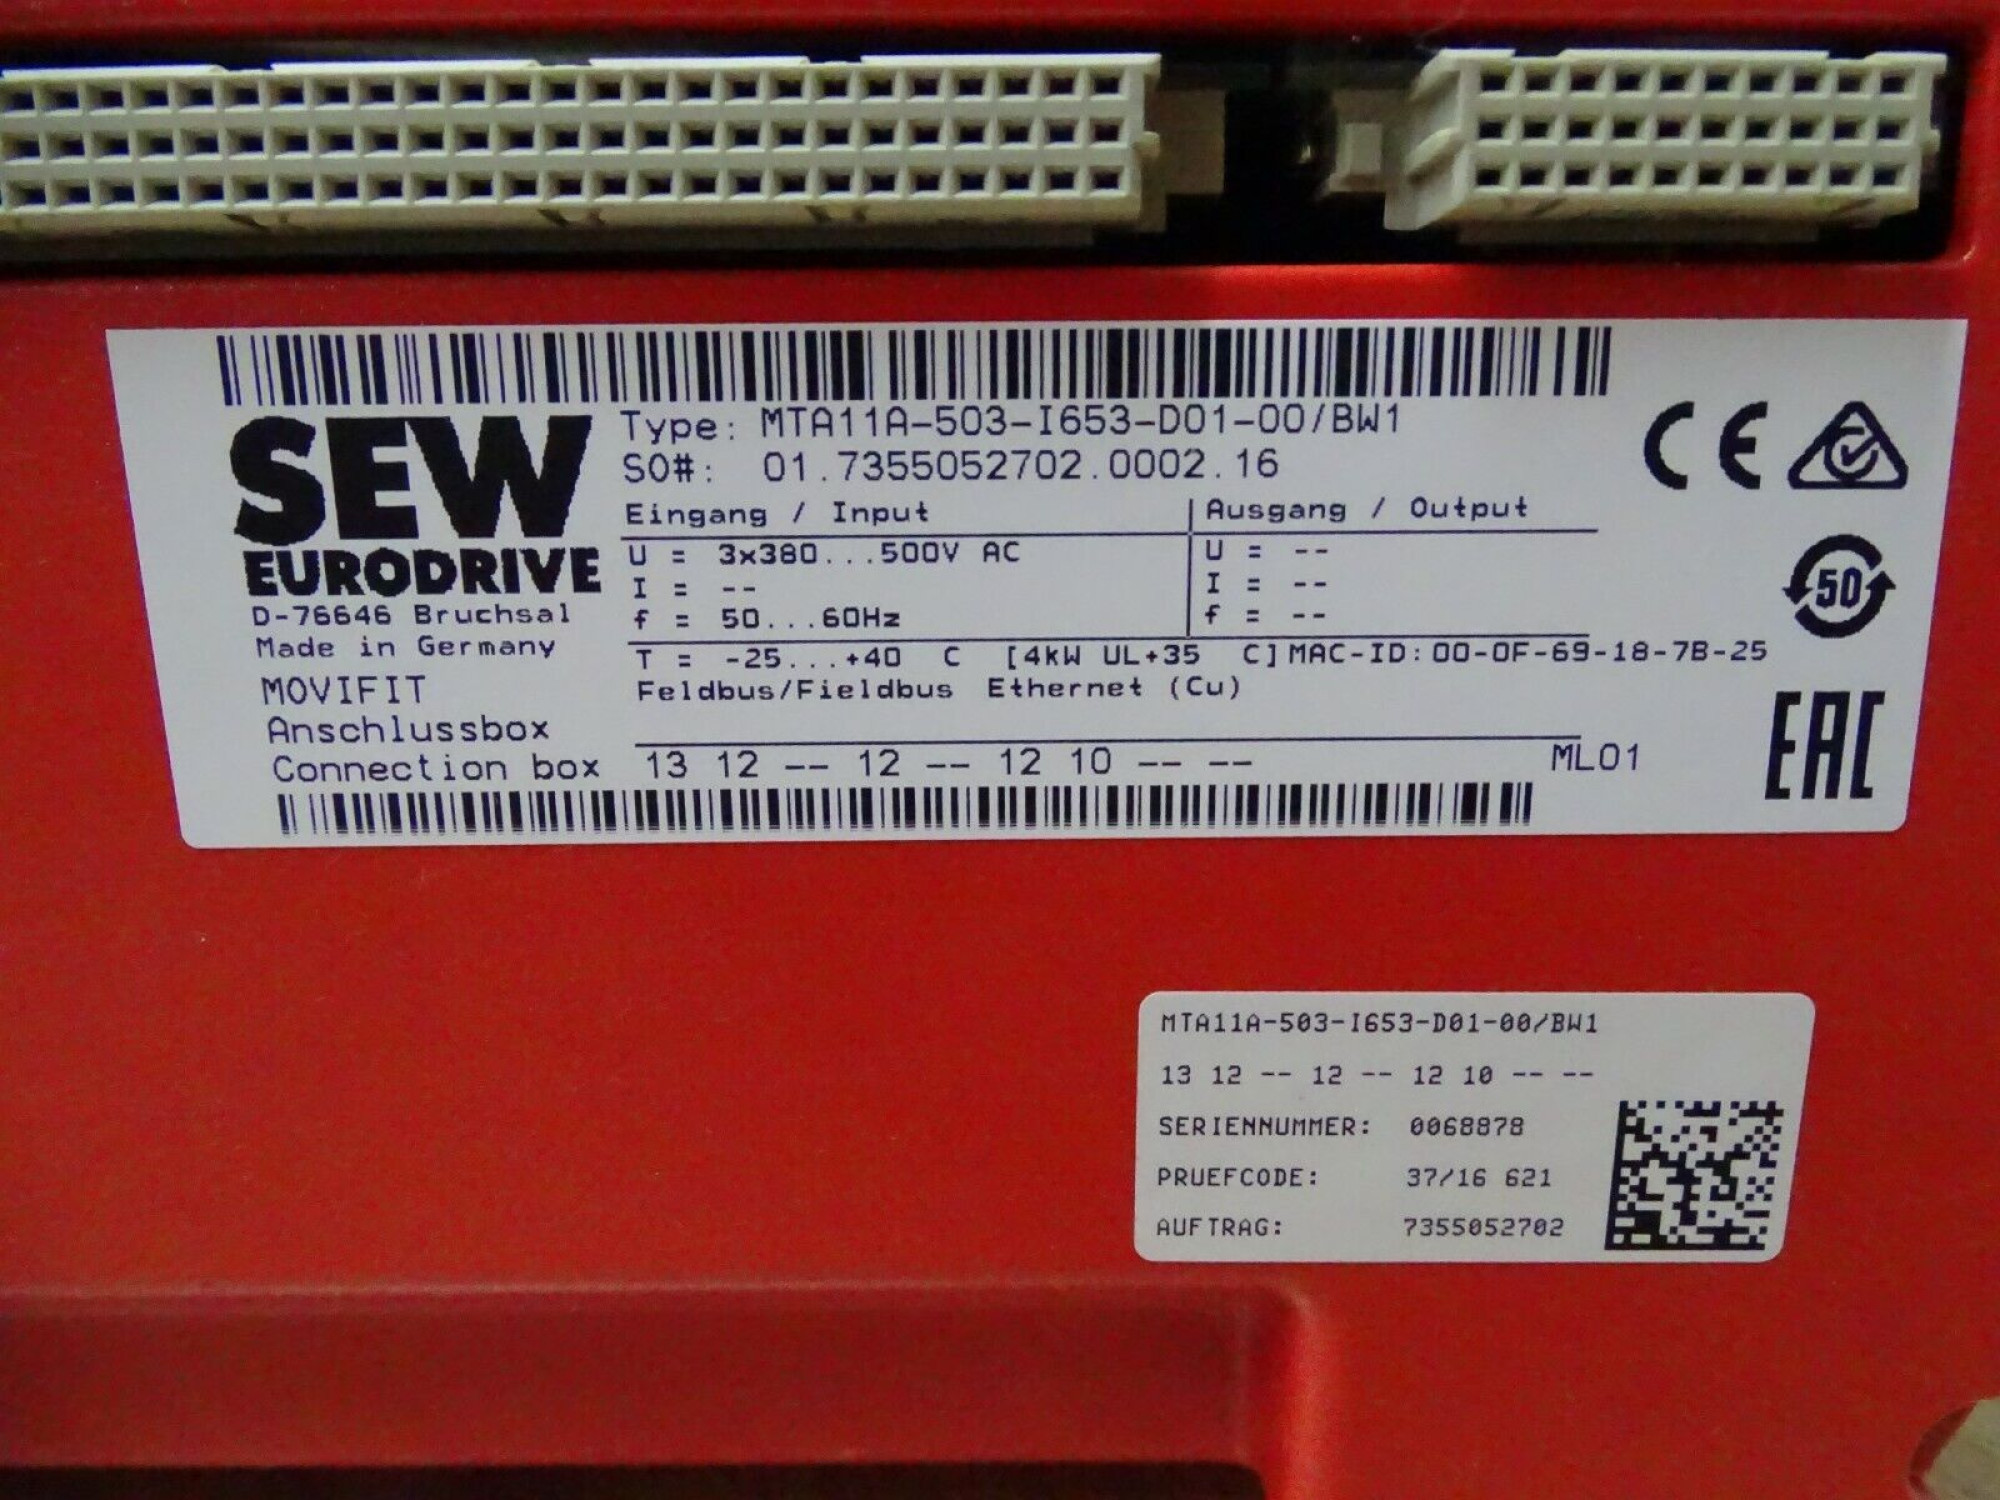 SEW
EURODRIVE
D-76646 Bruchsal
Made in Germany
MOVIFIT
Anschlussbox
Connection box
Type: MTA11A-503-I653-D01-00/BW1
SO#: 01.7355052702.0002.16
Eingang / Input
Ausgang / Output
U = 3x380...500V AC
U = --
I = --
I = --
f = 50...60Hz
f = --
T = -25...+40 C [4kW UL+35 C] MAC-ID:00-0F-69-18-7B-25
Feldbus/Fieldbus Ethernet (Cu)
13 12 -- 12 -- 12 10 -- --
ML01
CE
50
EAC
MTA11A-503-I653-D01-00/BW1
13 12 -- 12 -- 12 10 -- --
SERIENNUMMER: 0068878
PRUEFCODE: 37/16 621
AUFTRAG: 7355052702